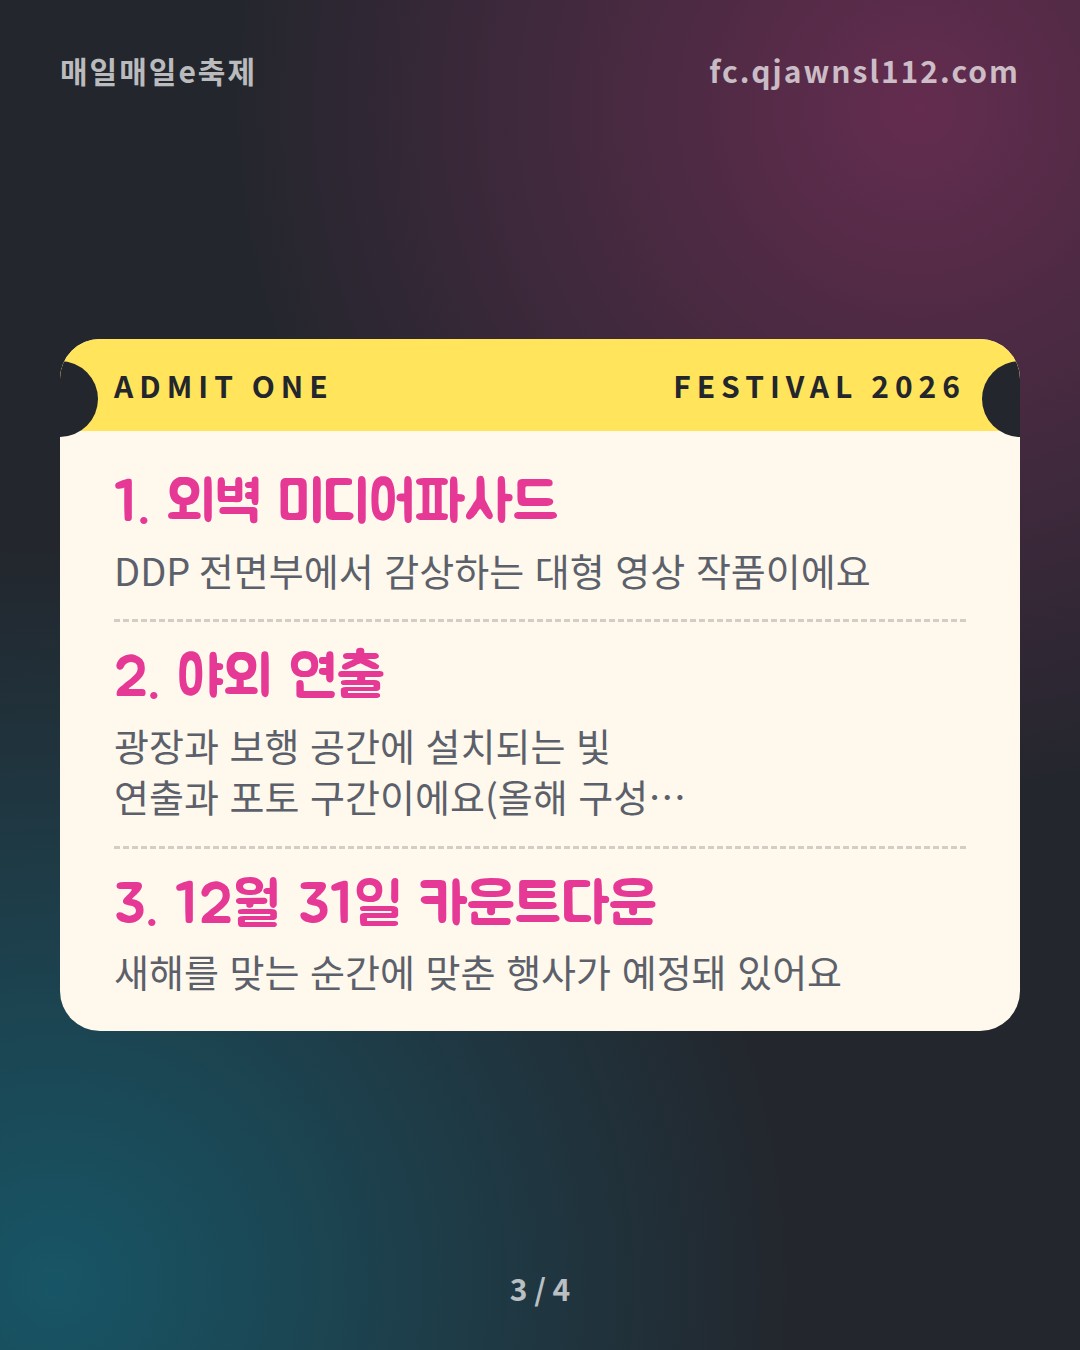 매일매일e축제
fc.qjawnsl112.com
ADMIT ONE
FESTIVAL 2026
1. 외벽 미디어파사드
DDP 전면부에서 감상하는 대형 영상 작품이에요
2. 야외 연출
광장과 보행 공간에 설치되는 빛
연출과 포토 구간이에요(올해 구성…
3. 12월 31일 카운트다운
새해를 맞는 순간에 맞춘 행사가 예정돼 있어요
3 / 4